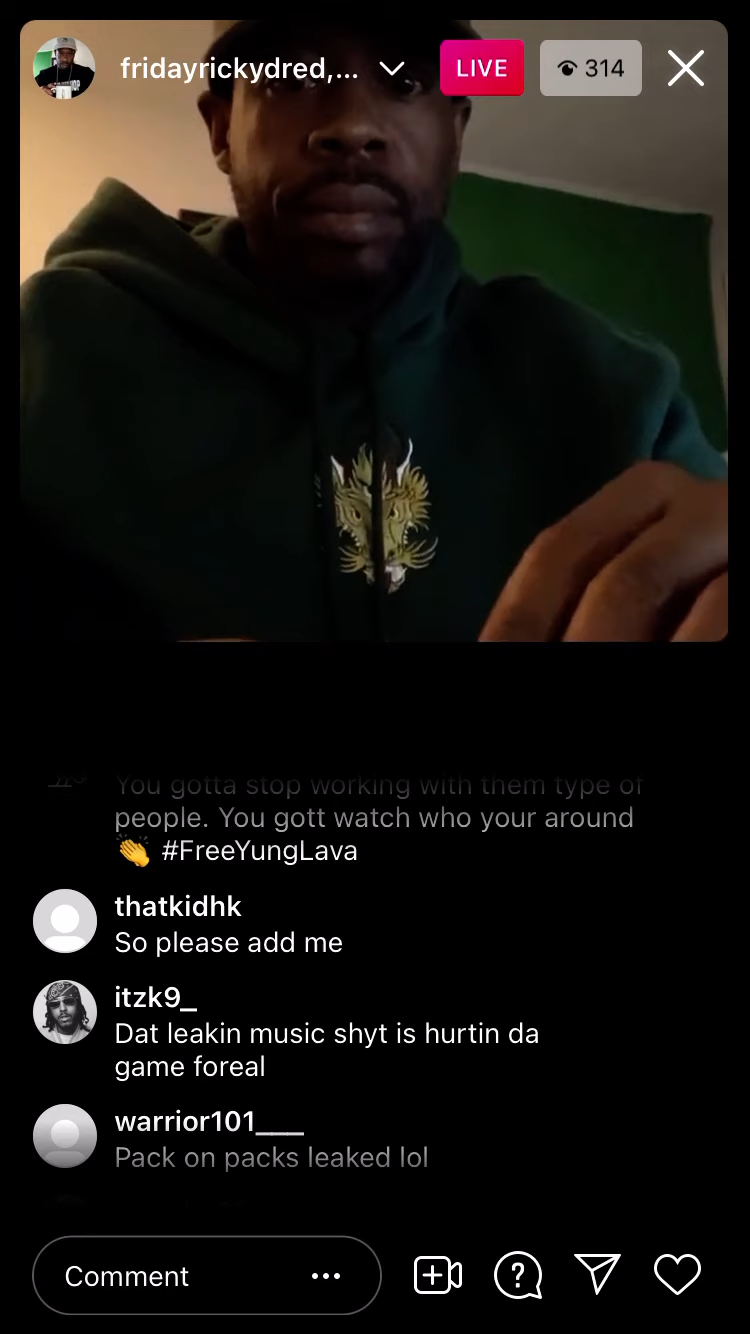 fridayrickydred,...
LIVE
314
You gotta stop working with them type of
people. You gott watch who your around
👏 #FreeYungLava
thatkidhk
So please add me
itzk9_
Dat leakin music shyt is hurtin da
game foreal
warrior101___
Pack on packs leaked lol
Comment